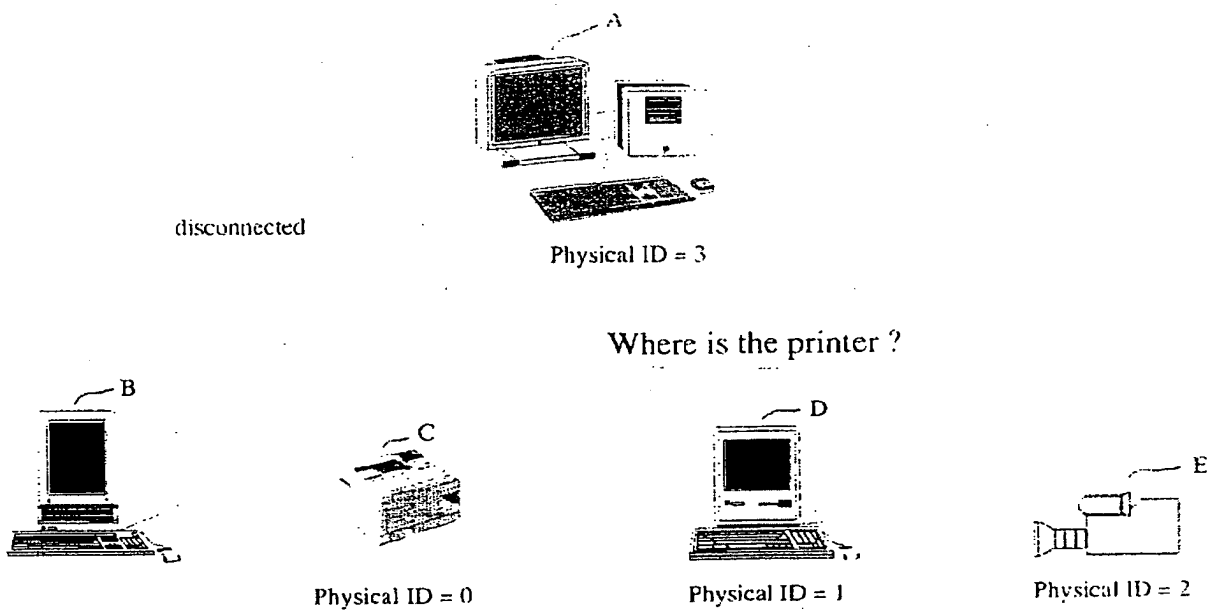 A
disconnected
Physical ID = 3
Where is the printer ?
B
C
D
E
Physical ID = 0
Physical ID = 1
Physical ID = 2